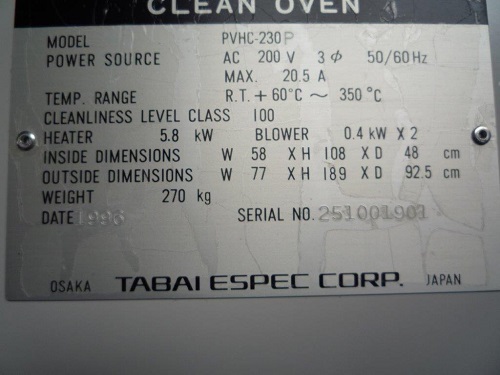 CLEAN OVEN
MODEL PVHC-230P
POWER SOURCE AC 200 V 3Φ 50/60Hz
MAX. 20.5 A
TEMP. RANGE R.T. + 60°C ~ 350°C
CLEANLINESS LEVEL CLASS 100
HEATER 5.8 kW BLOWER 0.4 kW X 2
INSIDE DIMENSIONS W 58 X H 108 X D 48 cm
OUTSIDE DIMENSIONS W 77 X H 189 X D 92.5 cm
WEIGHT 270 kg
DATE SERIAL NO. 251001901
OSAKA TABAI ESPEC CORP. JAPAN